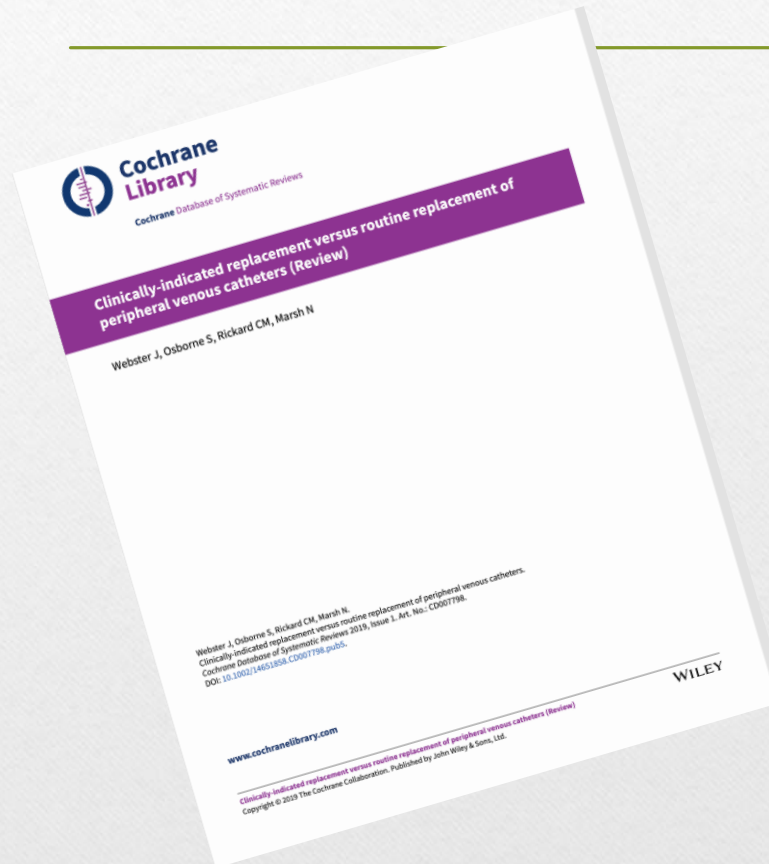 Cochrane
Library
Cochrane Database of Systematic Reviews
Clinically-indicated replacement versus routine replacement of
peripheral venous catheters (Review)
Webster J, Osborne S, Rickard CM, Marsh N
Webster J, Osborne S, Rickard CM, Marsh N.
Clinically-indicated replacement versus routine replacement of peripheral venous catheters.
Cochrane Database of Systematic Reviews 2019, Issue 1. Art. No.: CD007798.
DOI: 10.1002/14651858.CD007798.pub5.
www.cochranelibrary.com
WILEY
Clinically-indicated replacement versus routine replacement of peripheral venous catheters (Review)
Copyright © 2019 The Cochrane Collaboration. Published by John Wiley & Sons, Ltd.